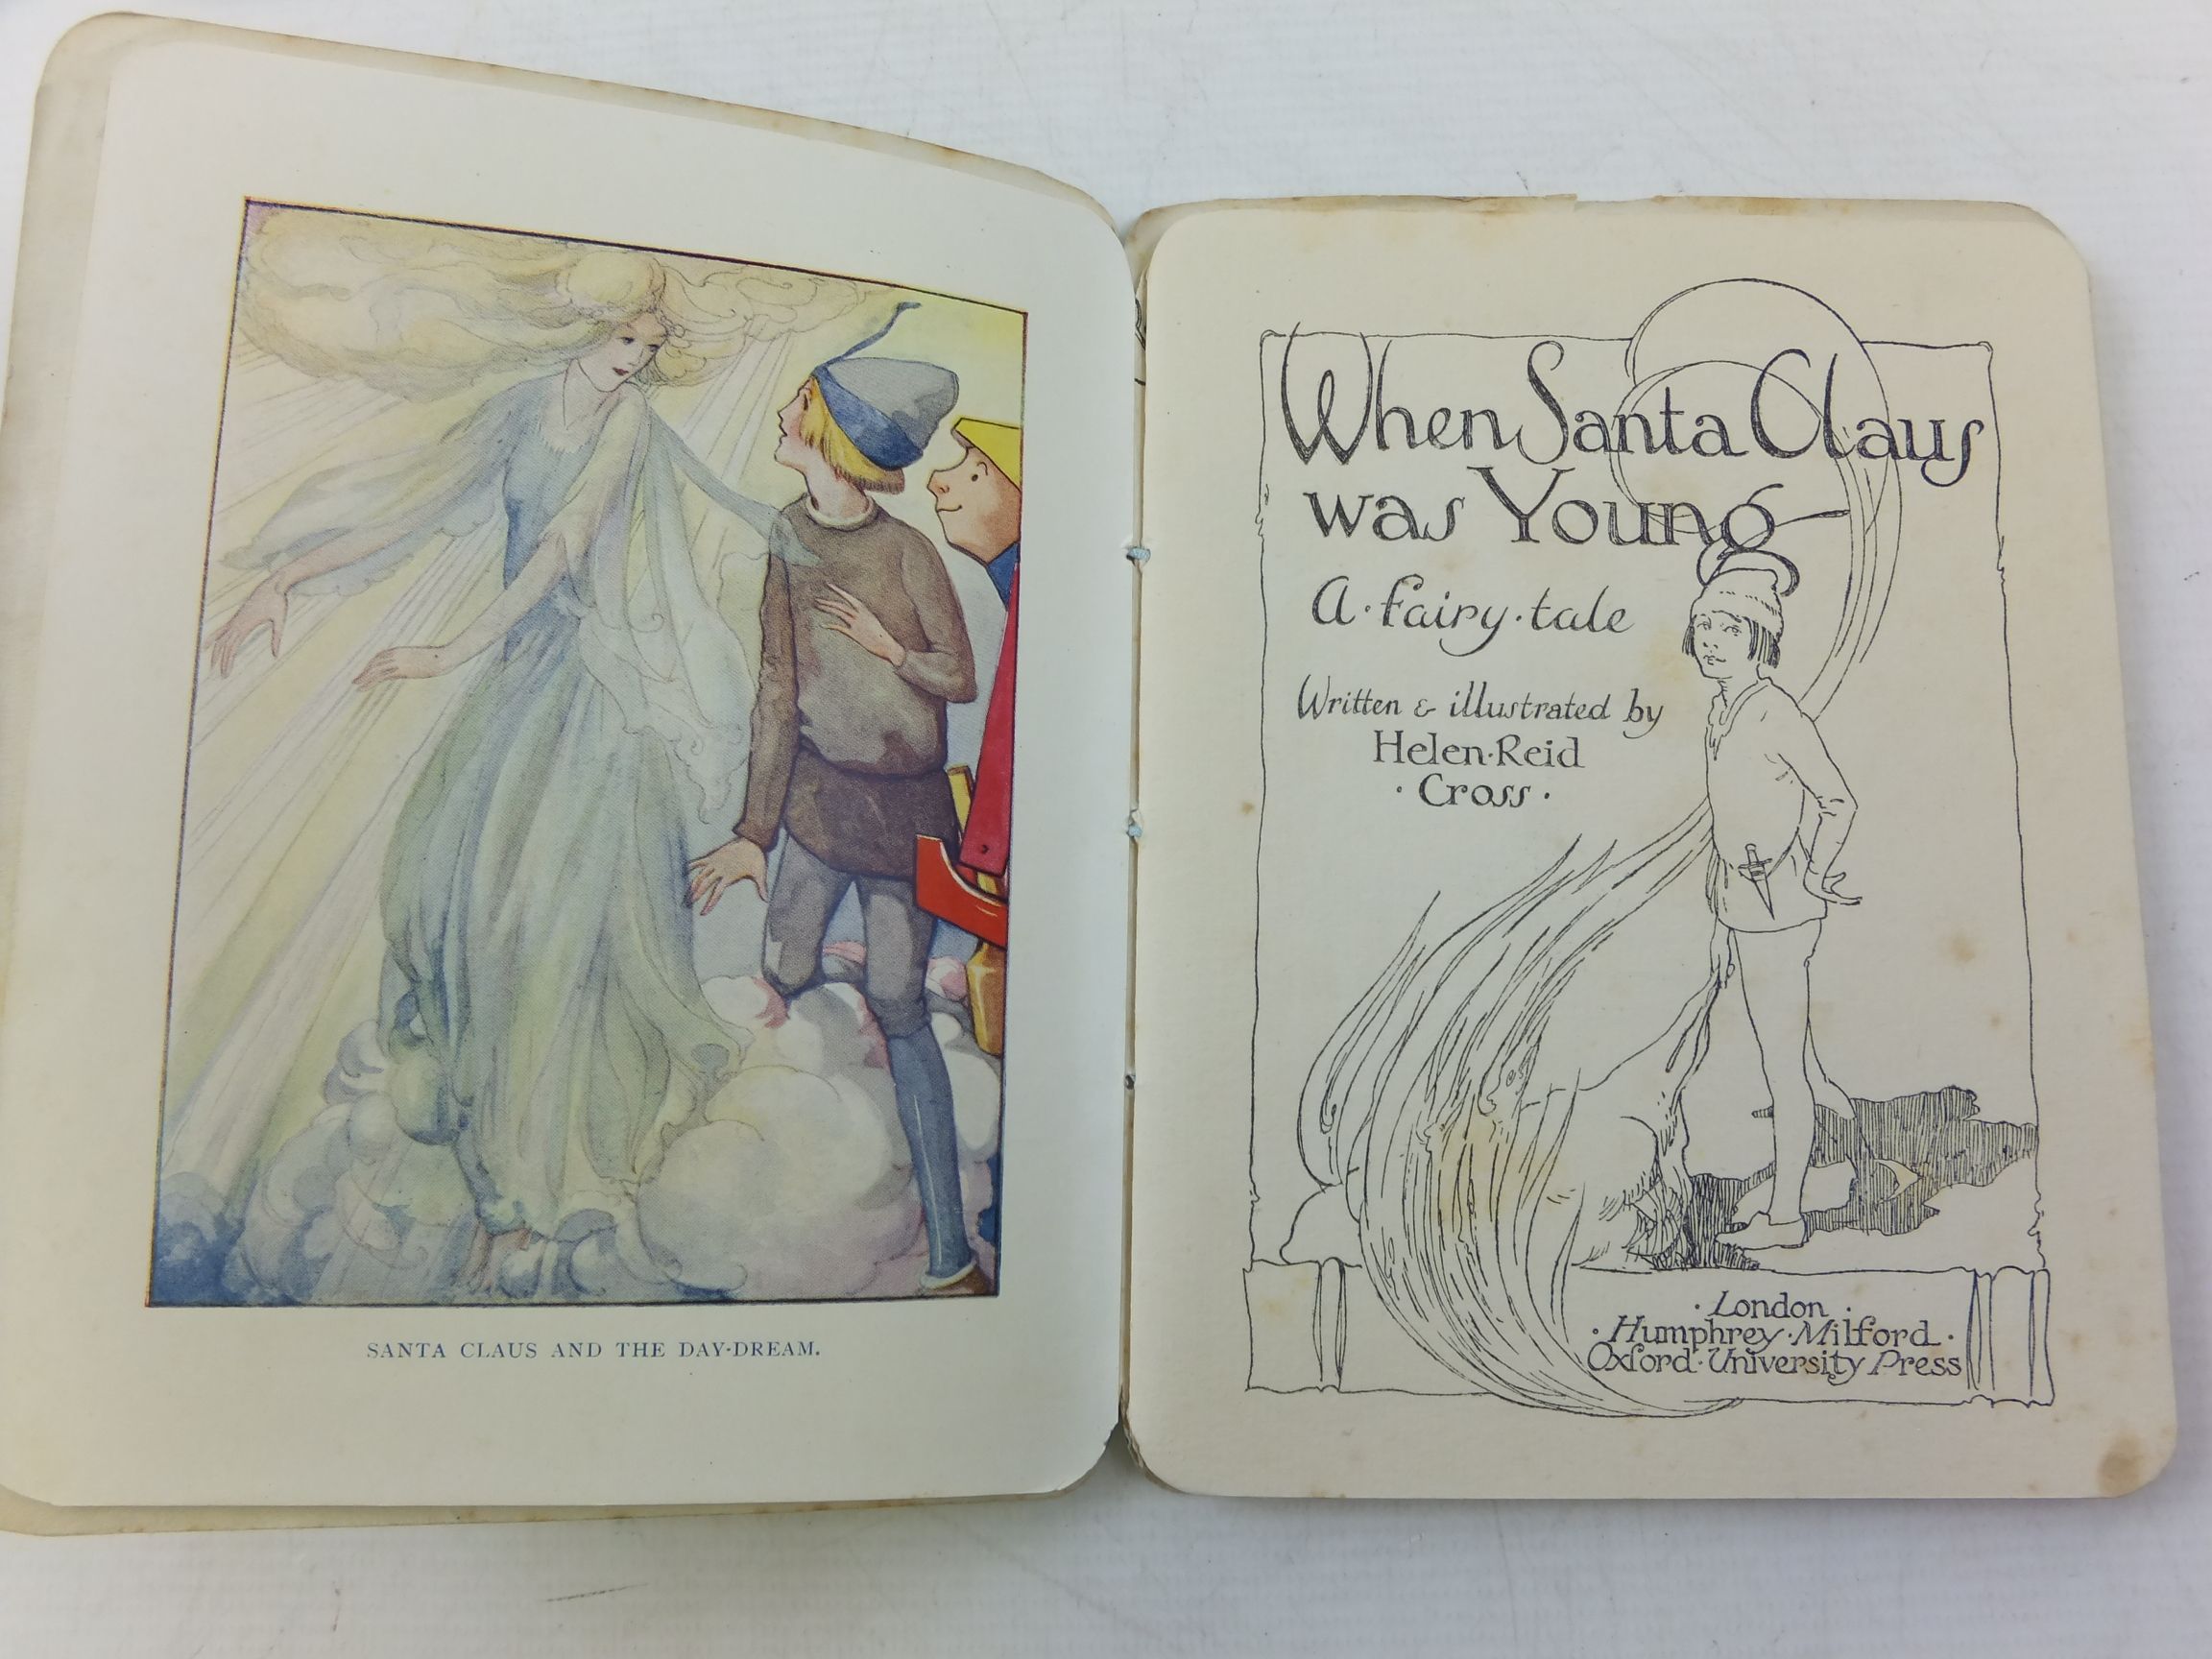 SANTA CLAUS AND THE DAY-DREAM.
When Santa Claus
was Young
A·fairy·tale
Written & illustrated by
Helen·Reid
·Cross·
·London·
·Humphrey·Milford·
Oxford·University Press